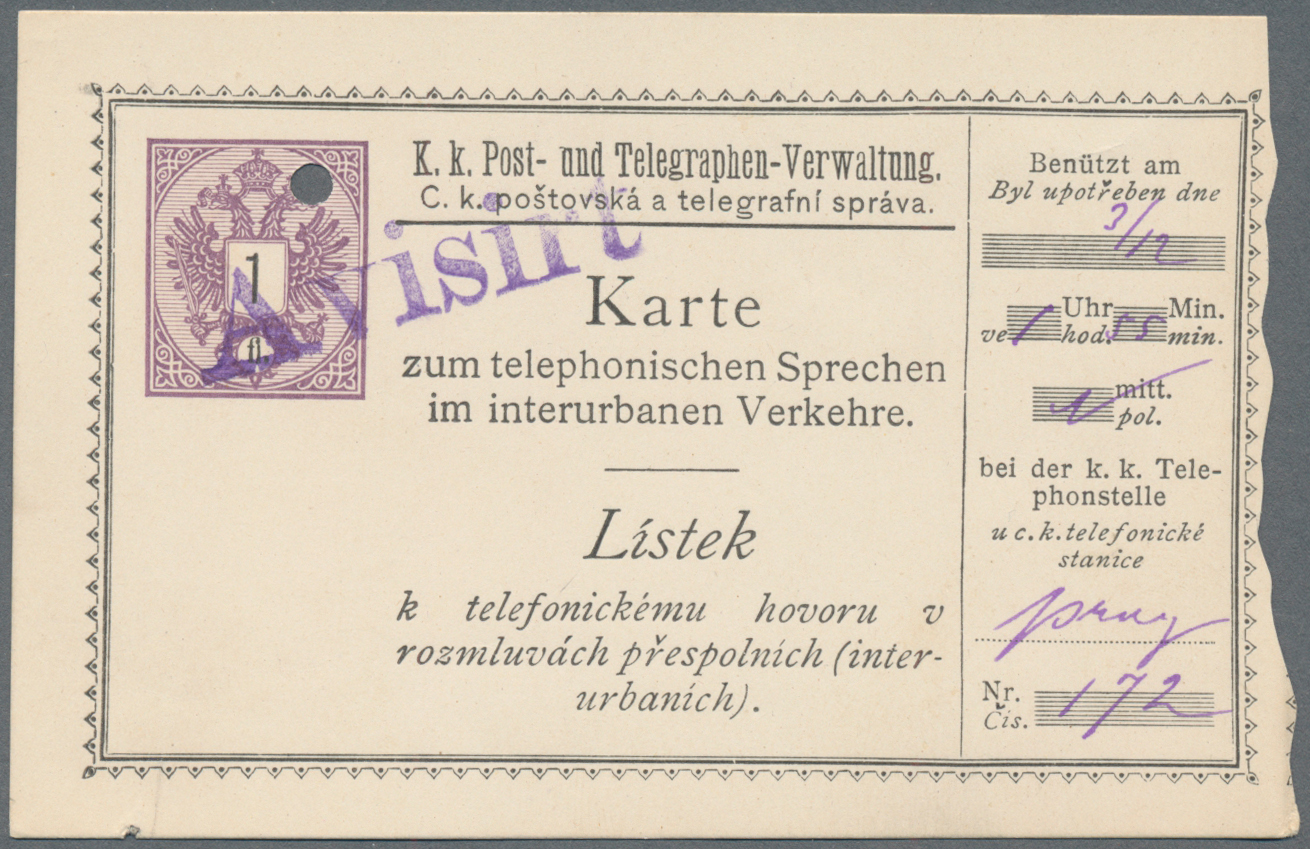 K. k. Post- und Telegraphen-Verwaltung.
C. k. poštovská a telegrafní správa.
1
fl.
Avisirt
Karte
zum telephonischen Sprechen
im interurbanen Verkehre.
Lístek
k telefonickému hovoru v
rozmluvách přespolních (inter-
urbaních).
Benützt am
Byl upotřeben dne
3/12
Uhr Min.
ve 1 hod. 55 min.
mitt.
pol.
bei der k. k. Tele-
phonstelle
u c. k. telefonické
stanice
Prag
Nr.
Čís. 172